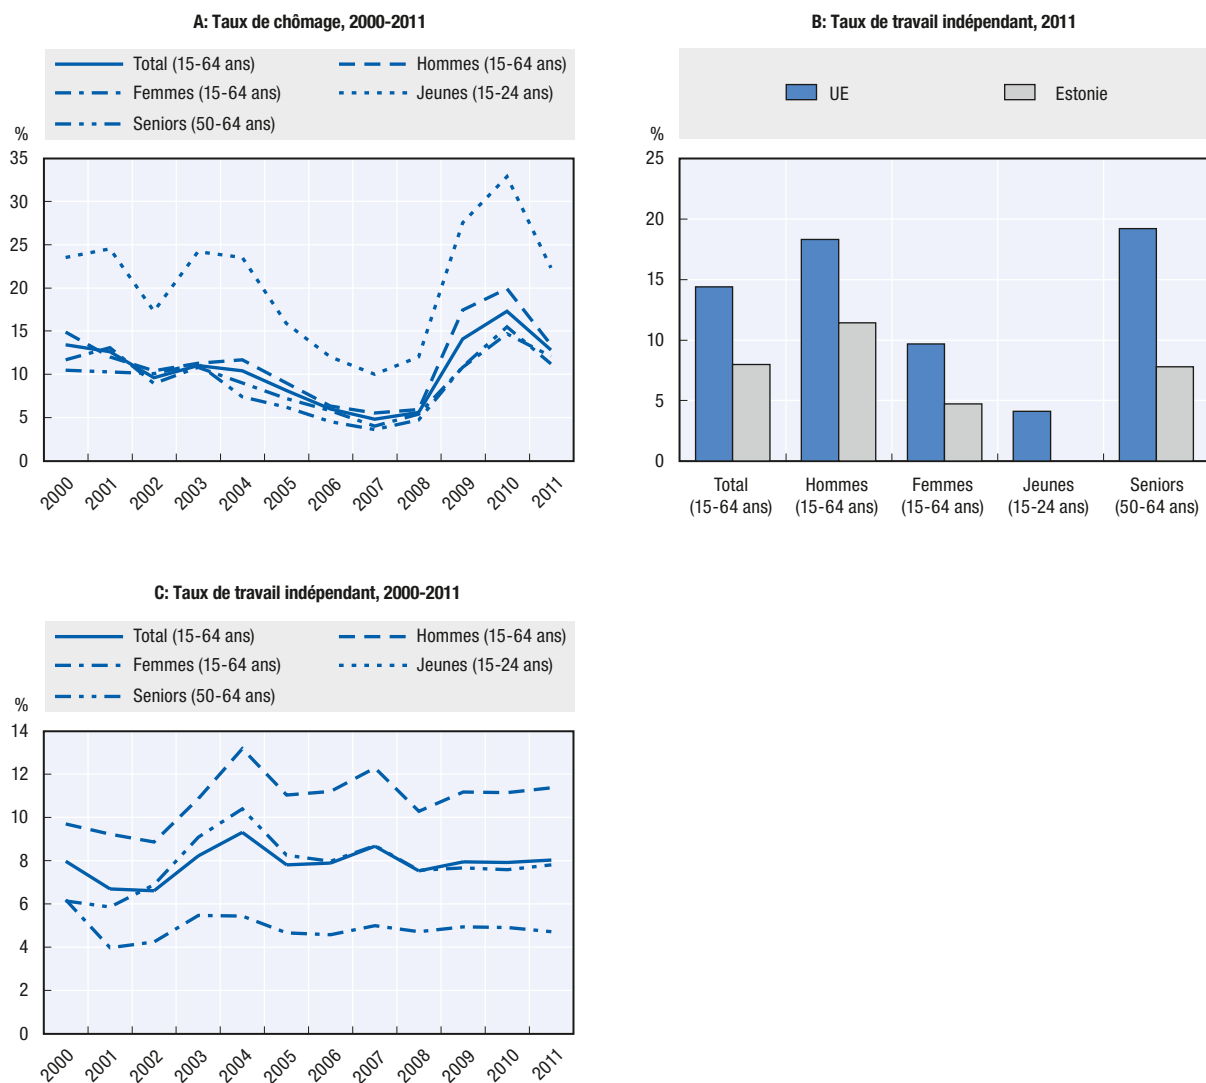 A: Taux de chômage, 2000-2011
Total (15-64 ans)
Hommes (15-64 ans)
Femmes (15-64 ans)
Jeunes (15-24 ans)
Seniors (50-64 ans)
%
35
30
25
20
15
10
5
0
2000 2001 2002 2003 2004 2005 2006 2007 2008 2009 2010 2011
B: Taux de travail indépendant, 2011
UE
Estonie
%
25
20
15
10
5
0
Total Hommes Femmes Jeunes Seniors
(15-64 ans) (15-64 ans) (15-64 ans) (15-24 ans) (50-64 ans)
C: Taux de travail indépendant, 2000-2011
Total (15-64 ans)
Hommes (15-64 ans)
Femmes (15-64 ans)
Jeunes (15-24 ans)
Seniors (50-64 ans)
%
14
12
10
8
6
4
2
0
2000 2001 2002 2003 2004 2005 2006 2007 2008 2009 2010 2011